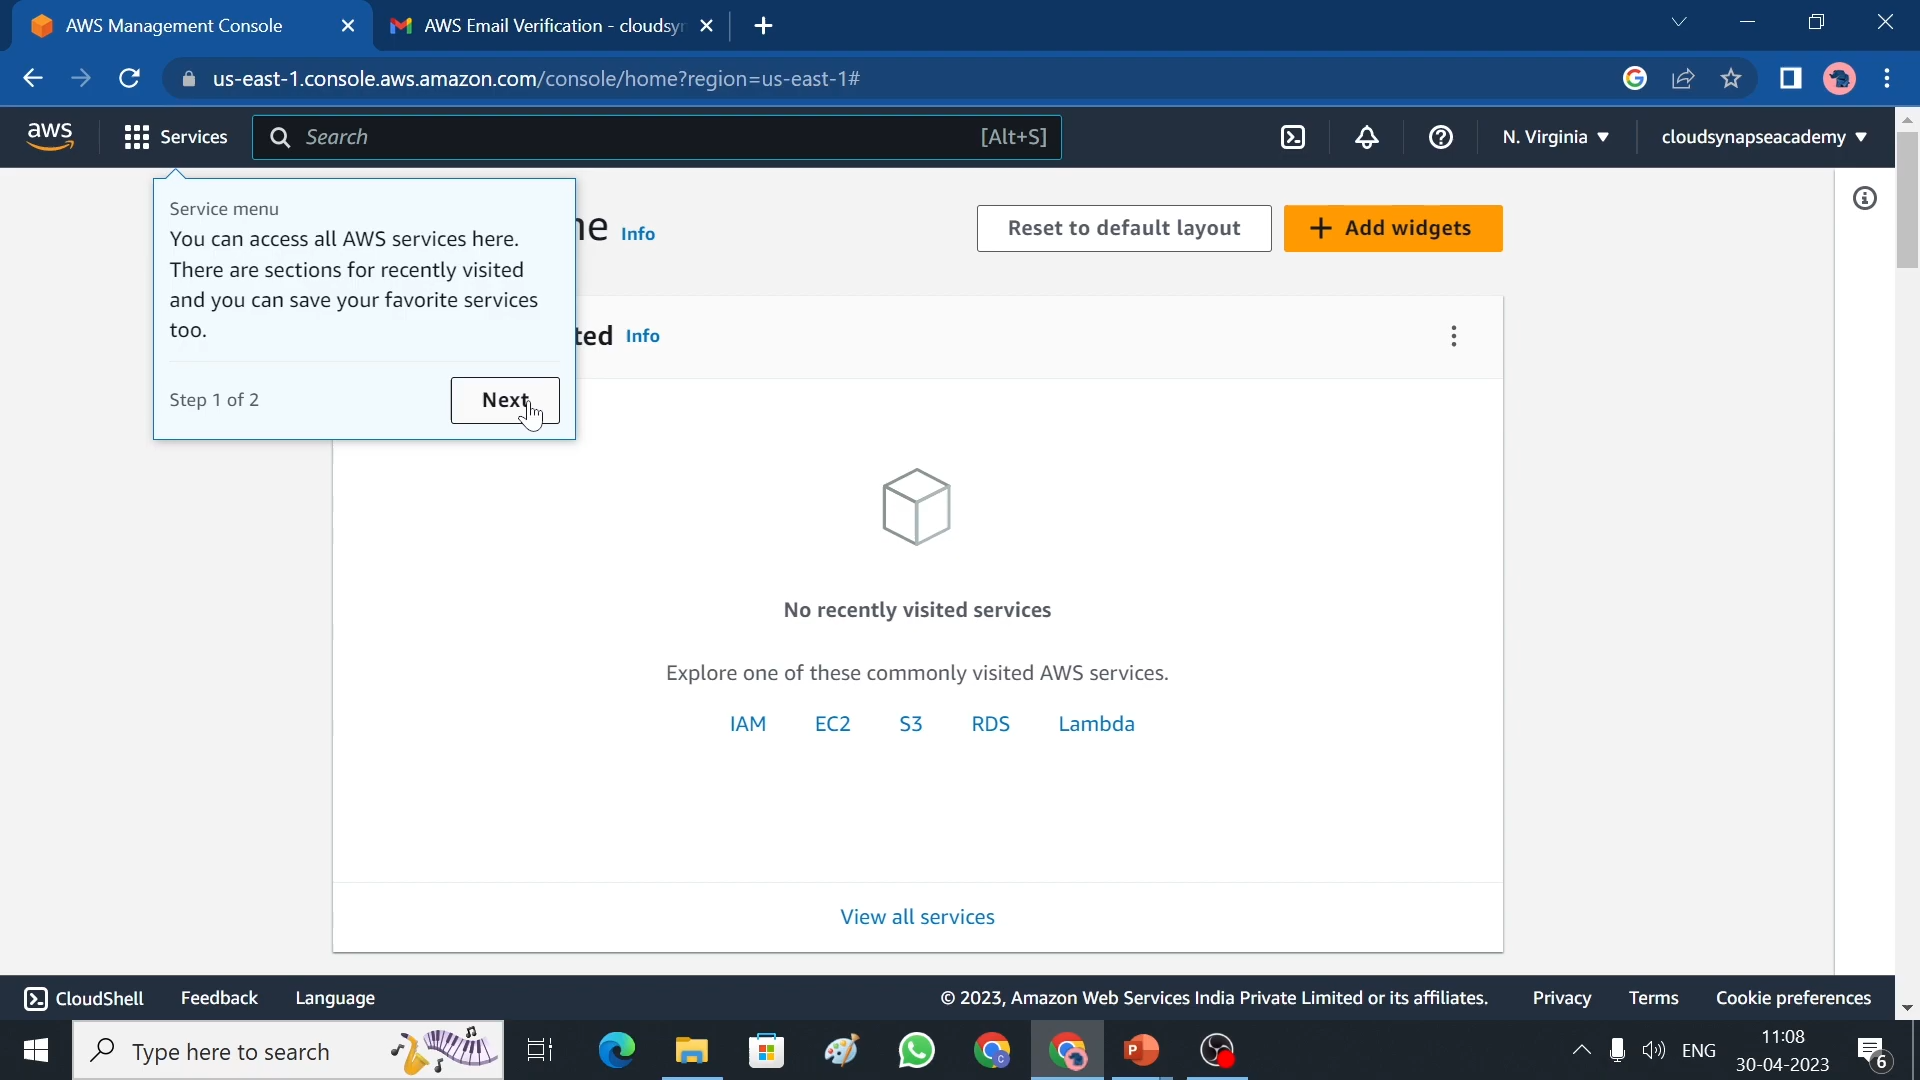 AWS Management Console
AWS Email Verification - cloudsyn
us-east-1.console.aws.amazon.com/console/home?region=us-east-1#
aws
Services
Search
[Alt+S]
N. Virginia
cloudsynapseacademy
Service menu
You can access all AWS services here.
There are sections for recently visited
and you can save your favorite services
too.
Step 1 of 2
Next
ne Info
Reset to default layout
+ Add widgets
ted Info
No recently visited services
Explore one of these commonly visited AWS services.
IAM EC2 S3 RDS Lambda
View all services
CloudShell Feedback Language
© 2023, Amazon Web Services India Private Limited or its affiliates. Privacy Terms Cookie preferences
Type here to search
ENG
11:08
30-04-2023
6